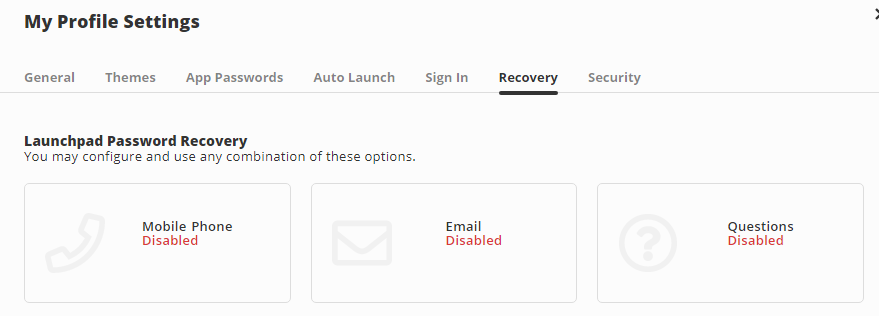 My Profile Settings
General Themes App Passwords Auto Launch Sign In Recovery Security
Launchpad Password Recovery
You may configure and use any combination of these options.
Mobile Phone
Disabled
Email
Disabled
Questions
Disabled